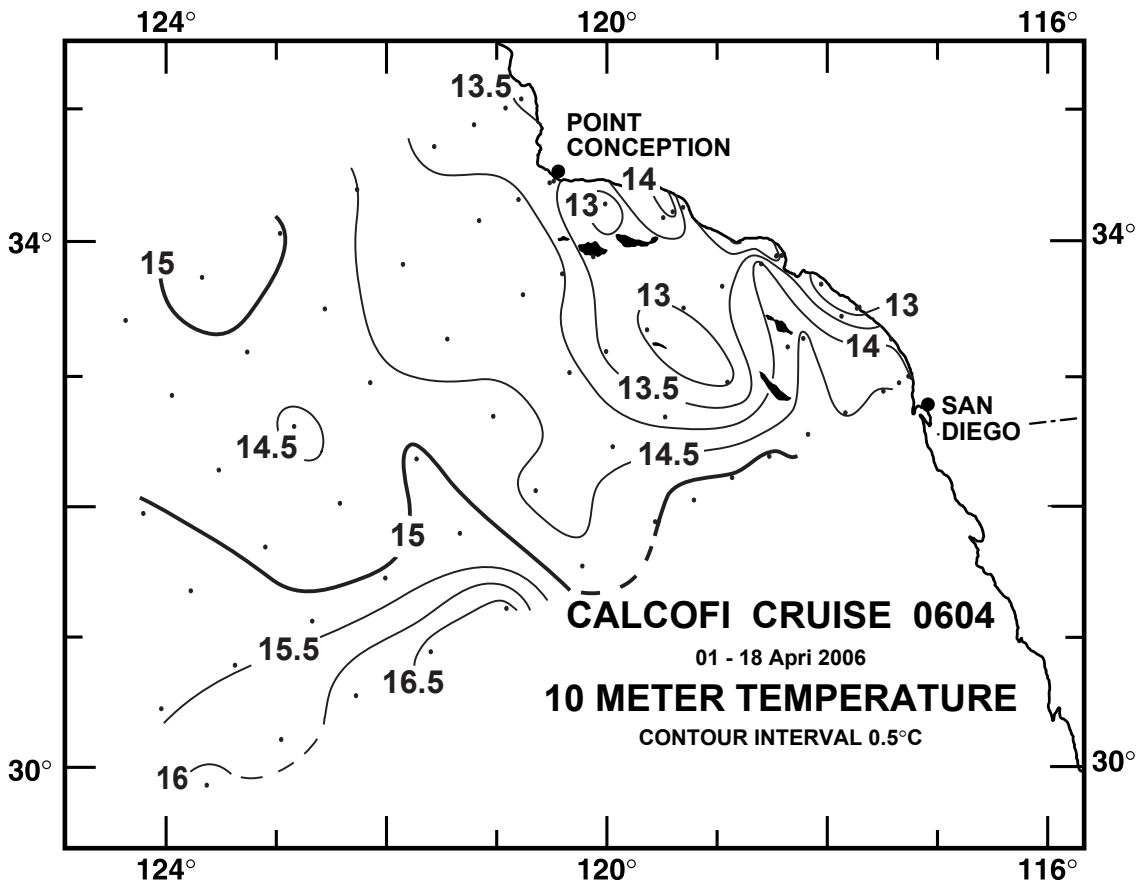 124° 120° 116°
13.5
POINT
CONCEPTION
14
13
34° 34°
15
13
13
14
13.5
SAN
DIEGO
14.5
14.5
15
CALCOFI CRUISE 0604
15.5
01 - 18 Apri 2006
16.5
10 METER TEMPERATURE
CONTOUR INTERVAL 0.5°C
30° 30°
16
124° 120° 116°